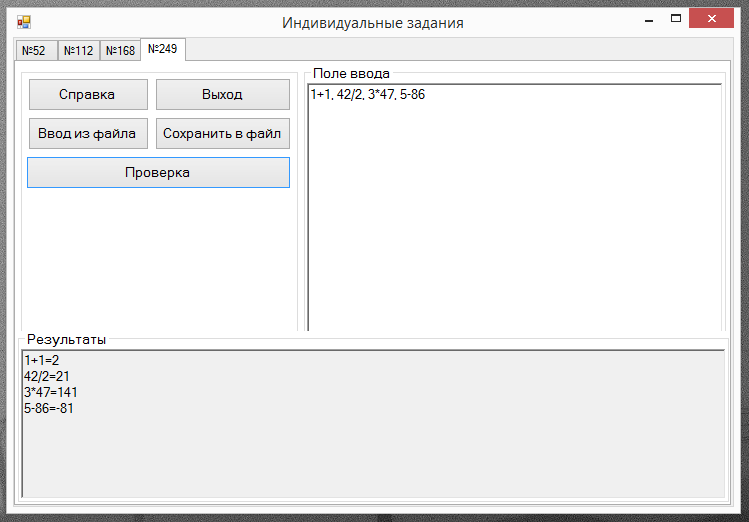 Индивидуальные задания
№52 №112 №168 №249
Справка Выход
Ввод из файла Сохранить в файл
Проверка
Поле ввода
1+1, 42/2, 3*47, 5-86
Результаты
1+1=2
42/2=21
3*47=141
5-86=-81